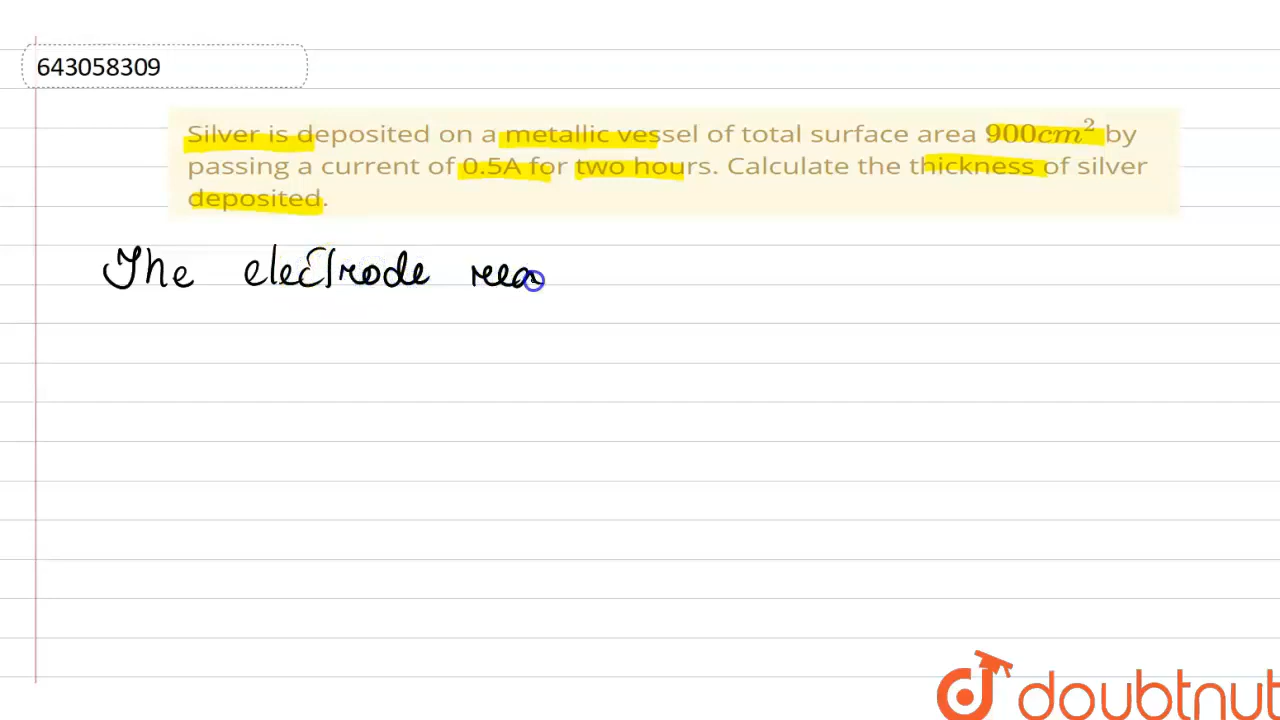 643058309
Silver is deposited on a metallic vessel of total surface area 900cm² by
passing a current of 0.5A for two hours. Calculate the thickness of silver
deposited.
The electrode rea
doubtnut